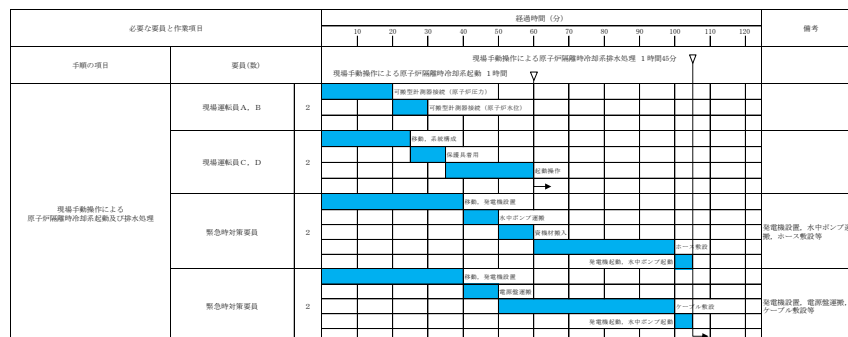 必要な要員と作業項目
経過時間（分）
備考
10 20 30 40 50 60 70 80 90 100 110 120
手順の項目
要員(数)
現場手動操作による原子炉隔離時冷却系排水処理 1時間45分
現場手動操作による原子炉隔離時冷却系起動 1時間
現場手動操作による
原子炉隔離時冷却系起動及び排水処理
現場運転員A，B
2
可搬型計測器接続（原子炉圧力）
可搬型計測器接続（原子炉水位）
現場運転員C，D
2
移動，系統構成
保護具着用
起動操作
緊急時対策要員
2
移動，発電機設置
水中ポンプ運搬
資機材搬入
ホース敷設
発電機起動，水中ポンプ起動
発電機設置，水中ポンプ運
搬，ホース敷設等
緊急時対策要員
2
移動，発電機設置
電源盤運搬
ケーブル敷設
発電機起動，水中ポンプ起動
発電機設置，電源盤運搬，
ケーブル敷設等